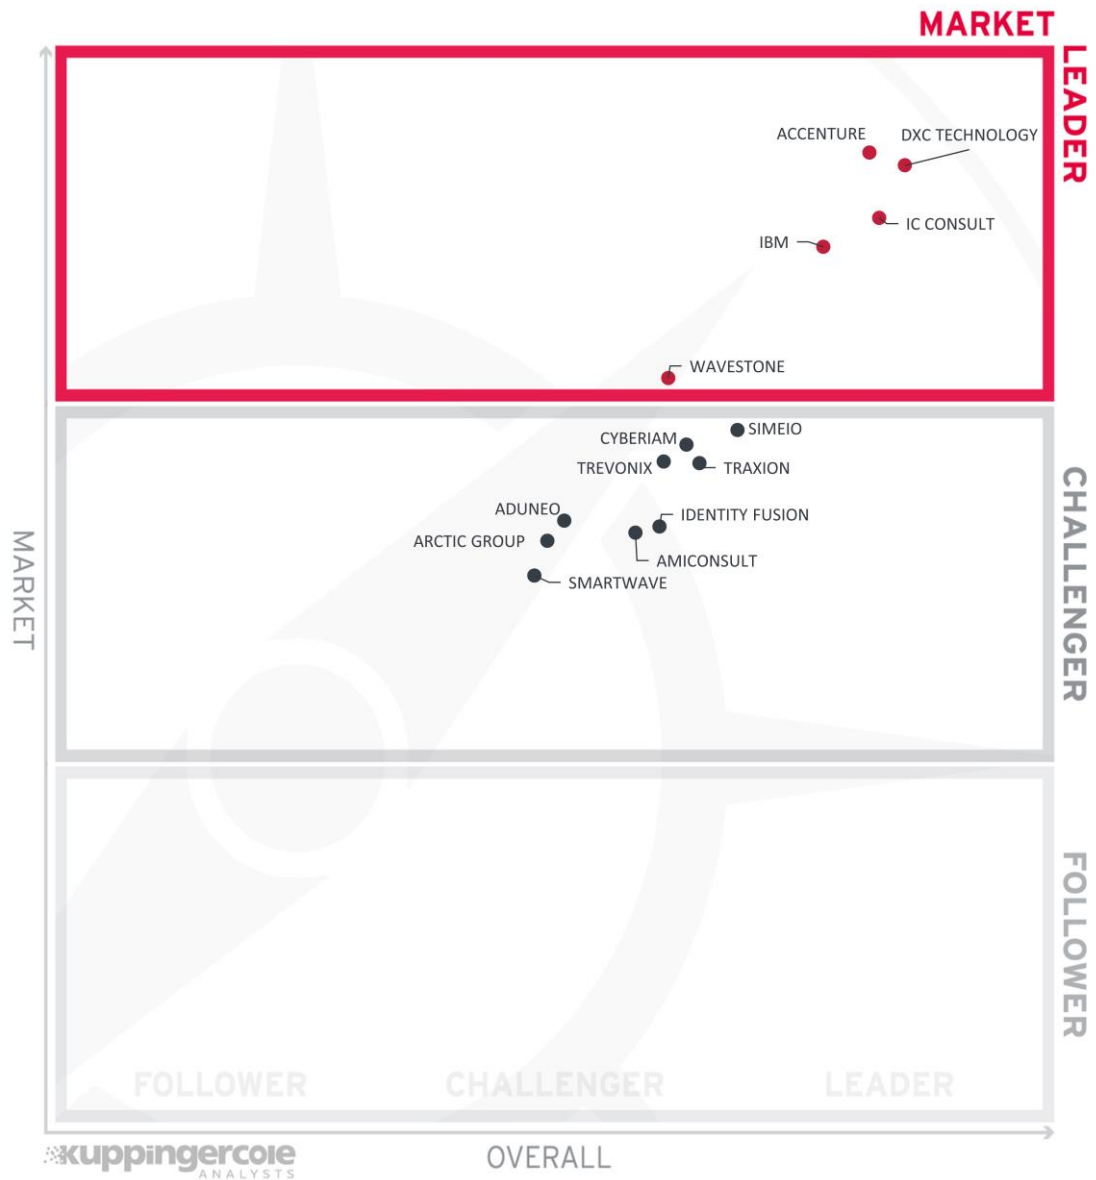 MARKET
LEADER
ACCENTURE
DXC TECHNOLOGY
IC CONSULT
IBM
WAVESTONE
SIMEIO
CYBERIAM
TREVONIX
TRAXION
ADUNEO
IDENTITY FUSION
ARCTIC GROUP
AMICONSULT
SMARTWAVE
MARKET
CHALLENGER
FOLLOWER
FOLLOWER CHALLENGER LEADER
kuppingercole
ANALYSTS
OVERALL